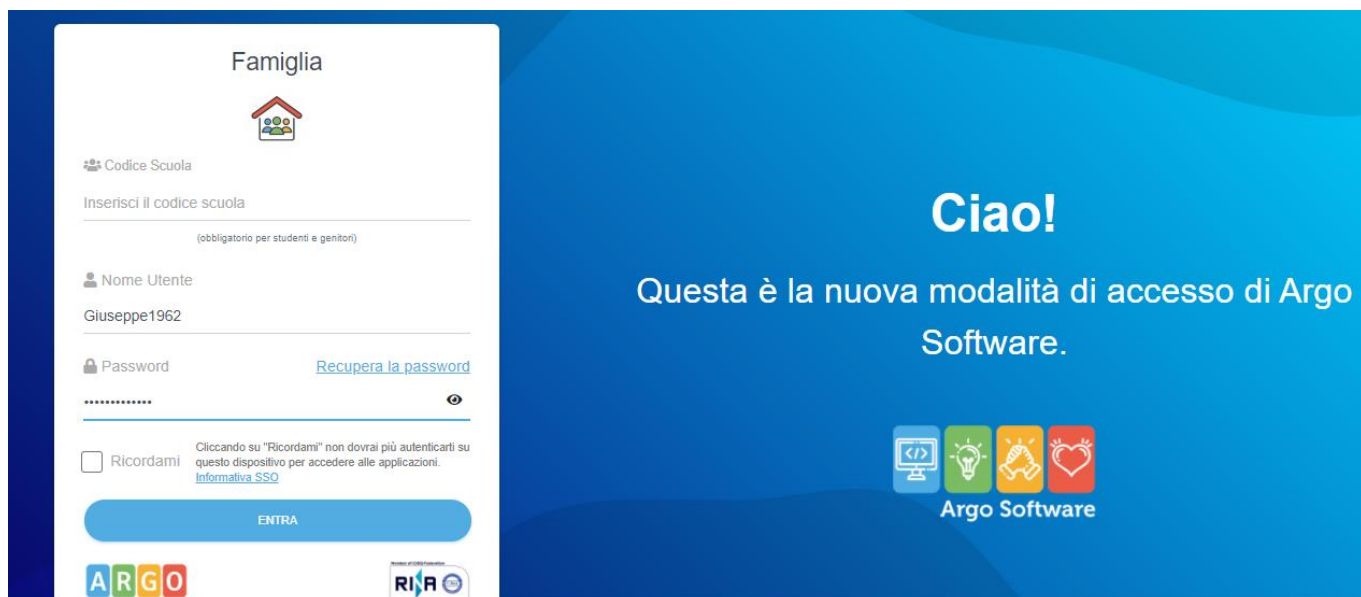 Famiglia
Codice Scuola
Inserisci il codice scuola
(obbligatorio per studenti e genitori)
Nome Utente
Giuseppe1962
Password
Recupera la password
•••••••••••••
Ricordami
Cliccando su "Ricordami" non dovrai più autenticarti su
questo dispositivo per accedere alle applicazioni.
Informativa SSO
ENTRA
ARGO
RINA
Ciao!
Questa è la nuova modalità di accesso di Argo
Software.
</>
Argo Software